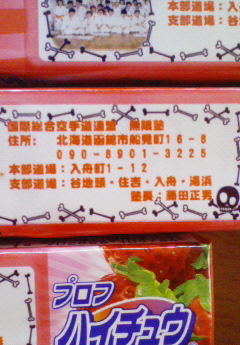 本部道場：入
支部道場：谷
国際総合空手道連盟　無限塾
住所：　北海道函館市船見町16-8
090-8901-3225
本部道場：入舟町1-12
支部道場：谷地頭・住吉・入舟・湯浜
塾長：藤田正男
プロフ
ハイチュウ